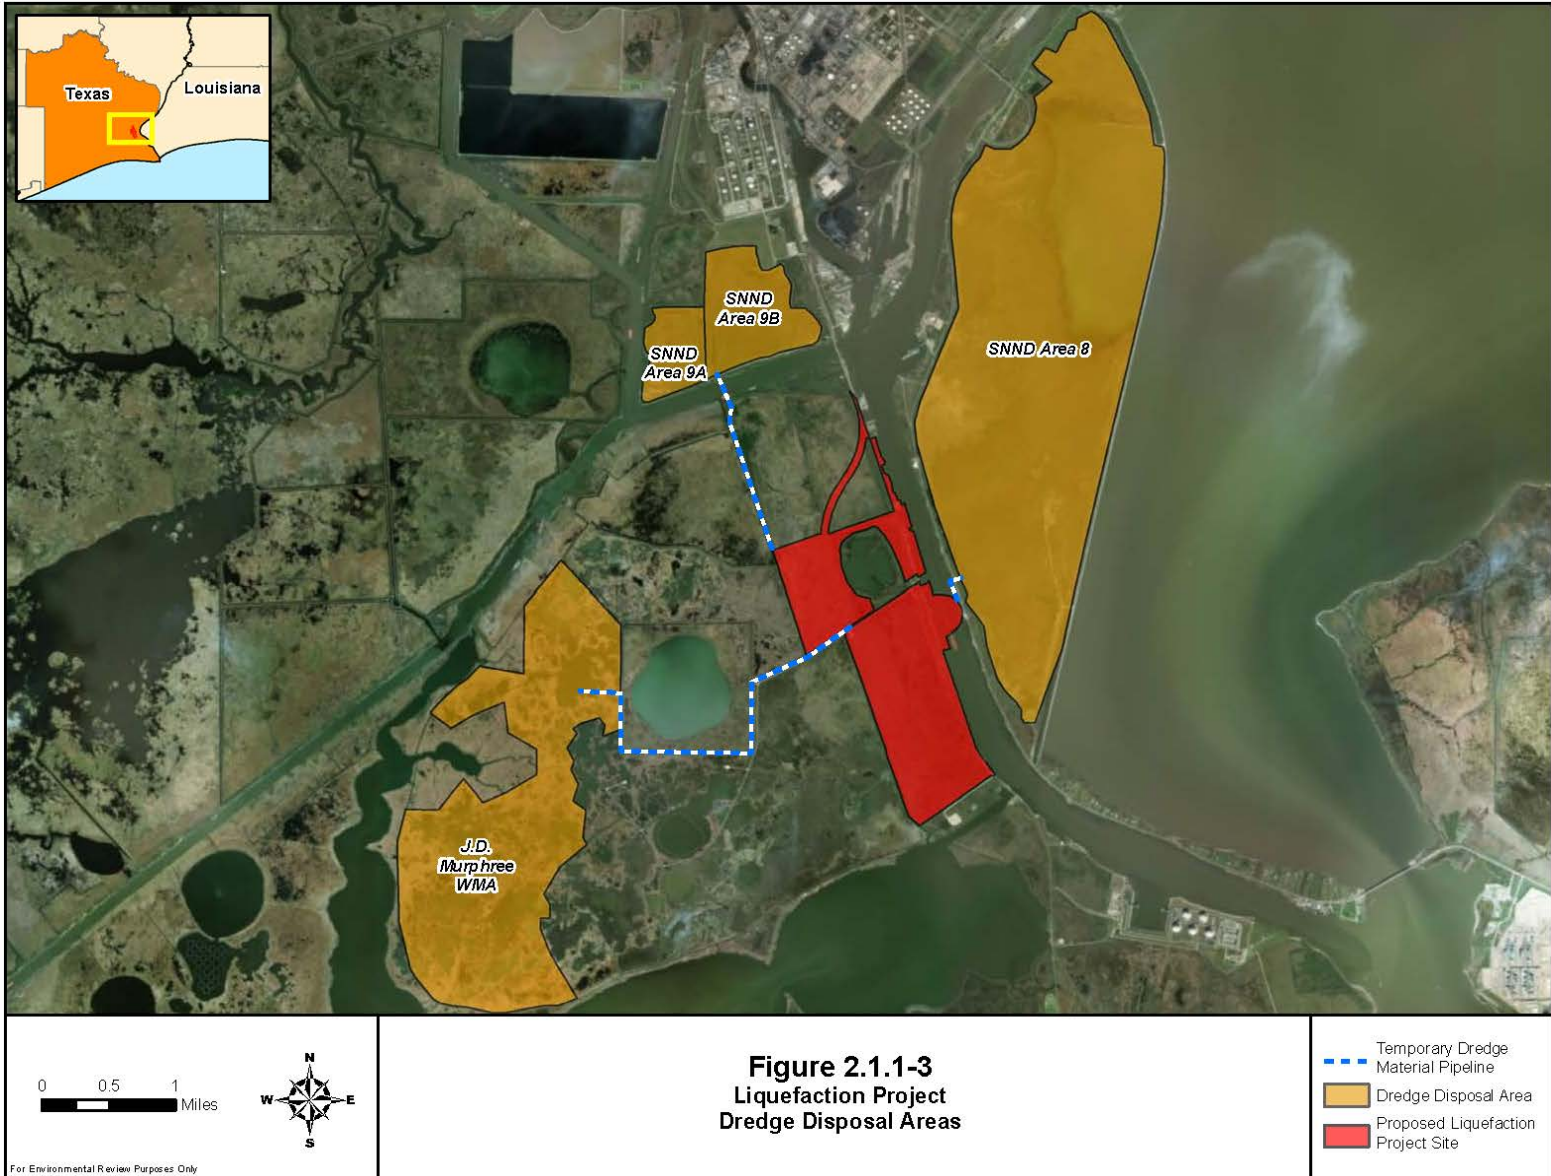 Texas
Louisiana
SNND
Area 9B
SNND
Area 9A
SNND Area 8
J.D.
Murphree
WMA
0 0.5 1
Miles
N
W E
S
For Environmental Review Purposes Only
Figure 2.1.1-3
Liquefaction Project
Dredge Disposal Areas
Temporary Dredge
Material Pipeline
Dredge Disposal Area
Proposed Liquefaction
Project Site